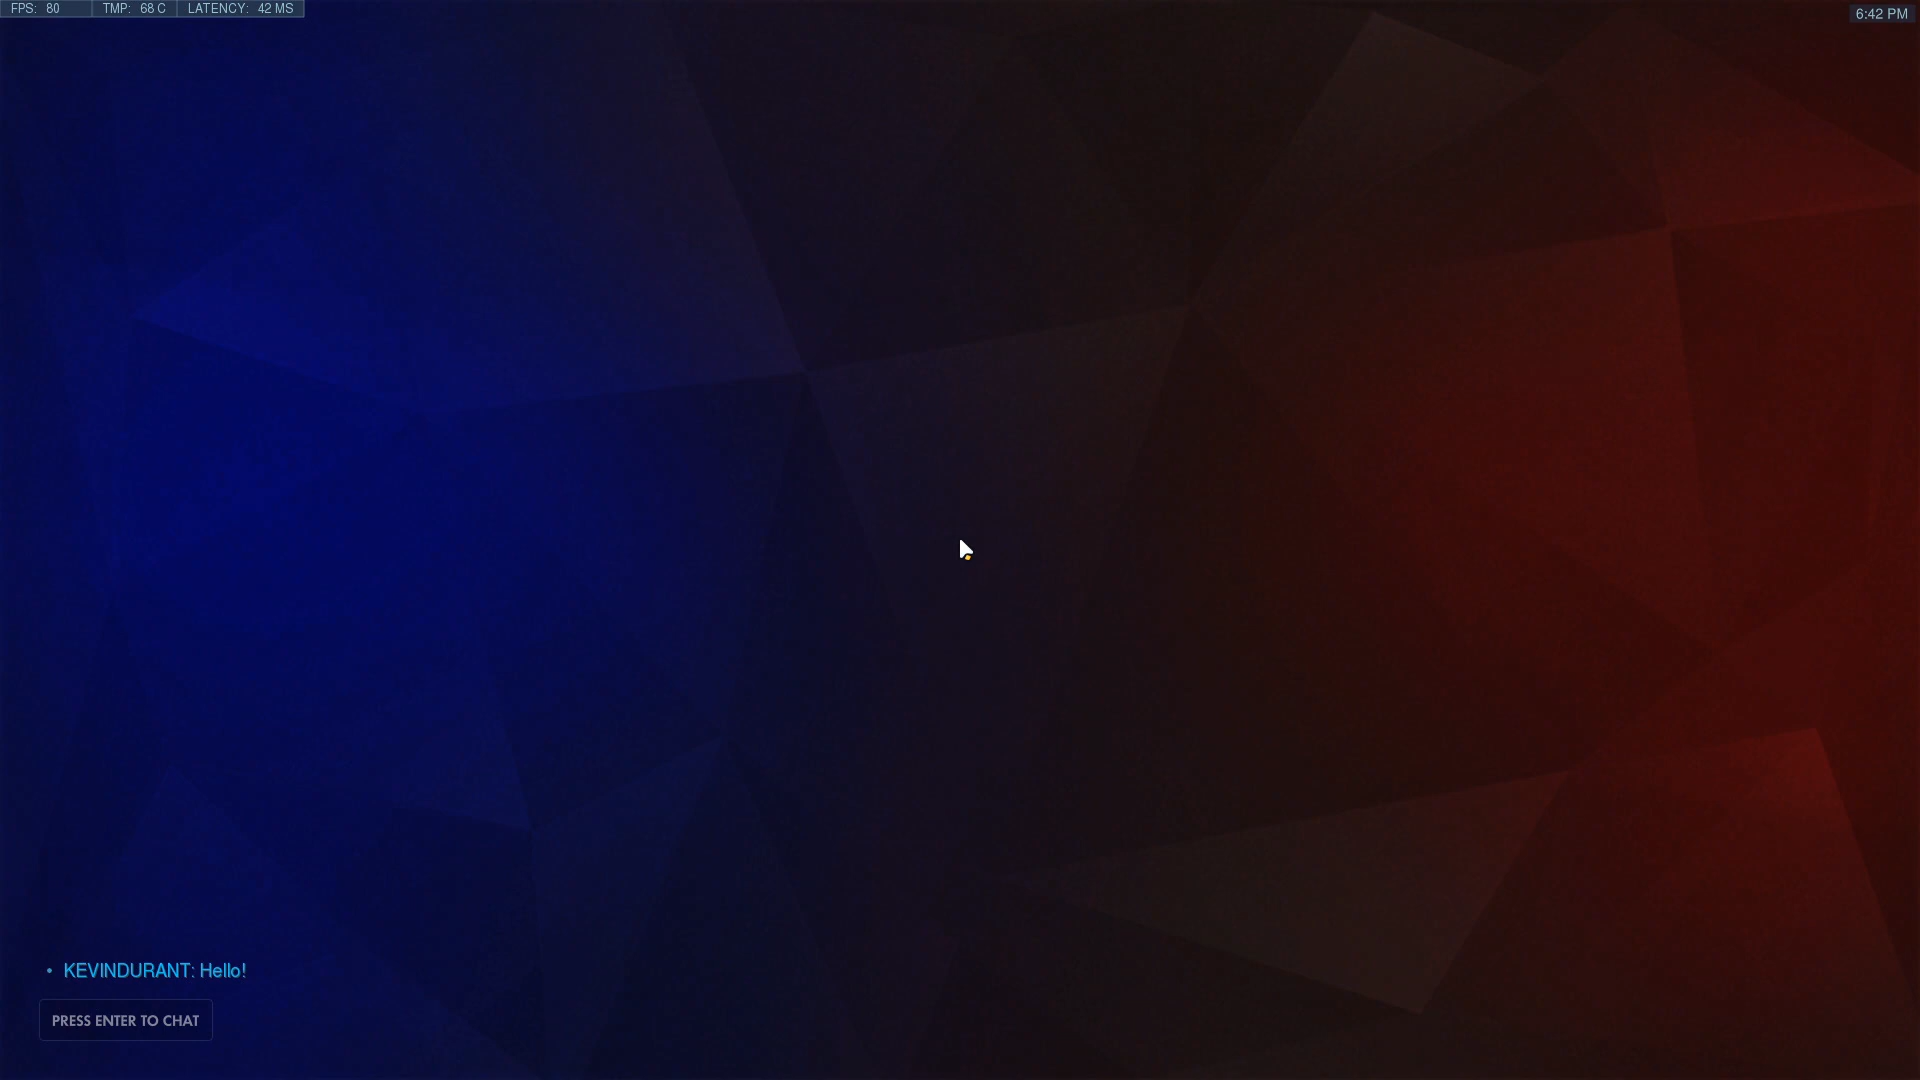 FPS: 80 TMP: 68 C LATENCY: 42 MS
6:42 PM
• KEVINDURANT: Hello!
PRESS ENTER TO CHAT